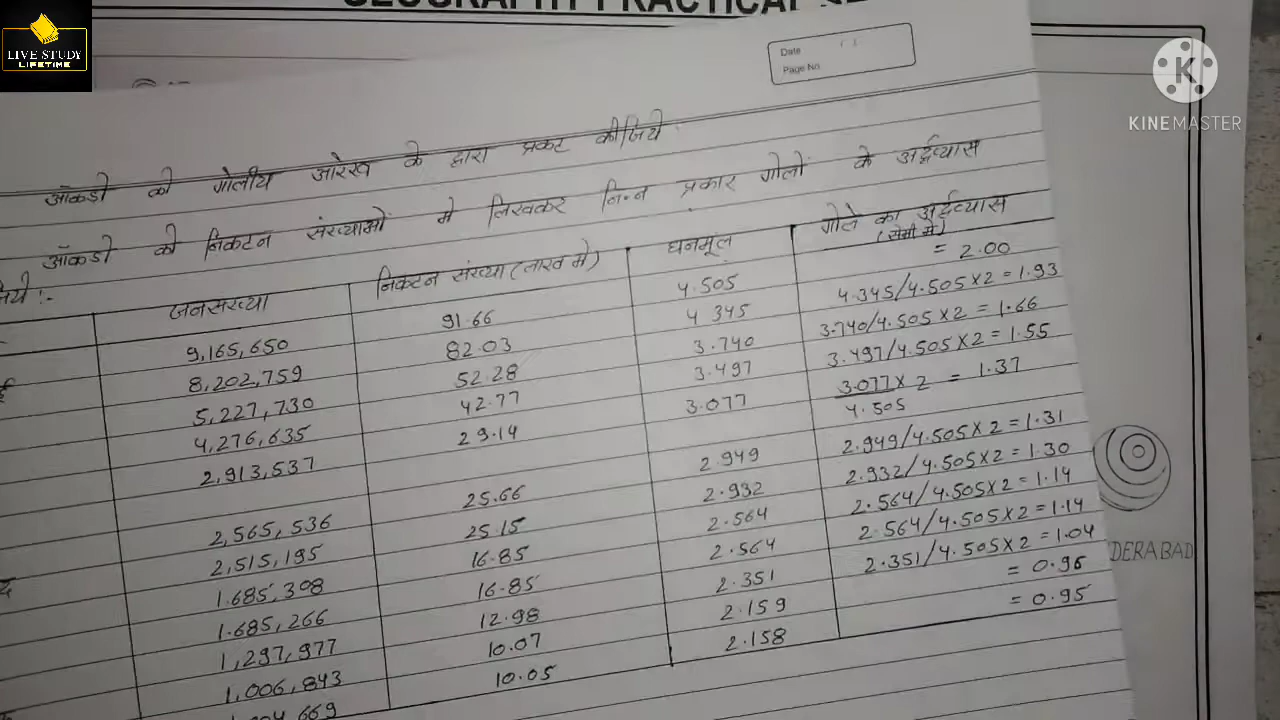 GEOGRAPHY PRACTICAL
LIVE STUDY
LIFETIME
K
KINEMASTER
Date
Page No
आँकडो को गोलीय आरेख के द्वारा प्रकट कीजिये
आँकडो को निकटन संख्याओं मे लिखकर निम्न प्रकार गोलों के अर्द्धव्यास
जनसंख्या निकटन संख्या (लाख मे) घनमूल गोले का अर्द्धव्यास
(सेमी मे)
9,165,650 91.66 4.505 = 2.00
8,202,759 82.03 4.345 4.345/4.505×2 = 1.93
5,227,730 52.28 3.740 3.740/4.505×2 = 1.66
4,276,635 42.77 3.497 3.497/4.505×2 = 1.55
2,913,537 29.14 3.077 3.077×2 = 1.37
4.505
2,565,536 25.66 2.949 2.949/4.505×2 = 1.31
2,515,195 25.15 2.932 2.932/4.505×2 = 1.30
1.685,308 16.85 2.564 2.564/4.505×2 = 1.14
1.685,266 16.85 2.564 2.564/4.505×2 = 1.14
1,297,977 12.98 2.351 2.351/4.505×2 = 1.04
1,006,843 10.07 2.159 = 0.96
10.05 2.158 = 0.95
DERABAD